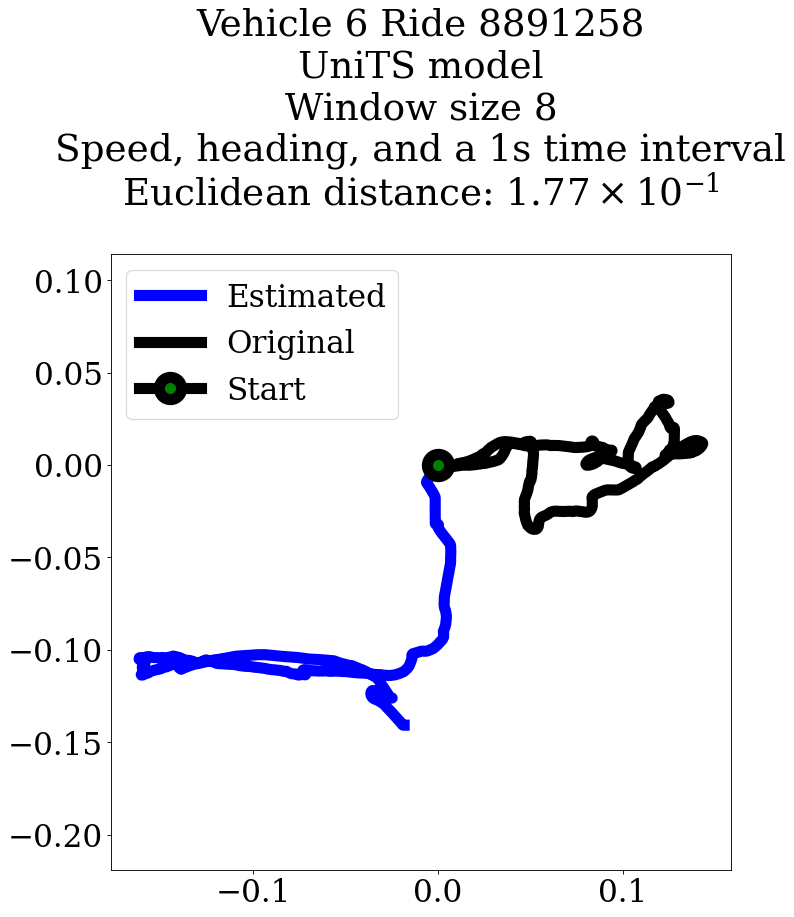 Vehicle 6 Ride 8891258
UniTS model
Window size 8
Speed, heading, and a 1s time interval
Euclidean distance: 1.77 × 10⁻¹
Estimated
Original
Start
0.10
0.05
0.00
−0.05
−0.10
−0.15
−0.20
−0.1 0.0 0.1